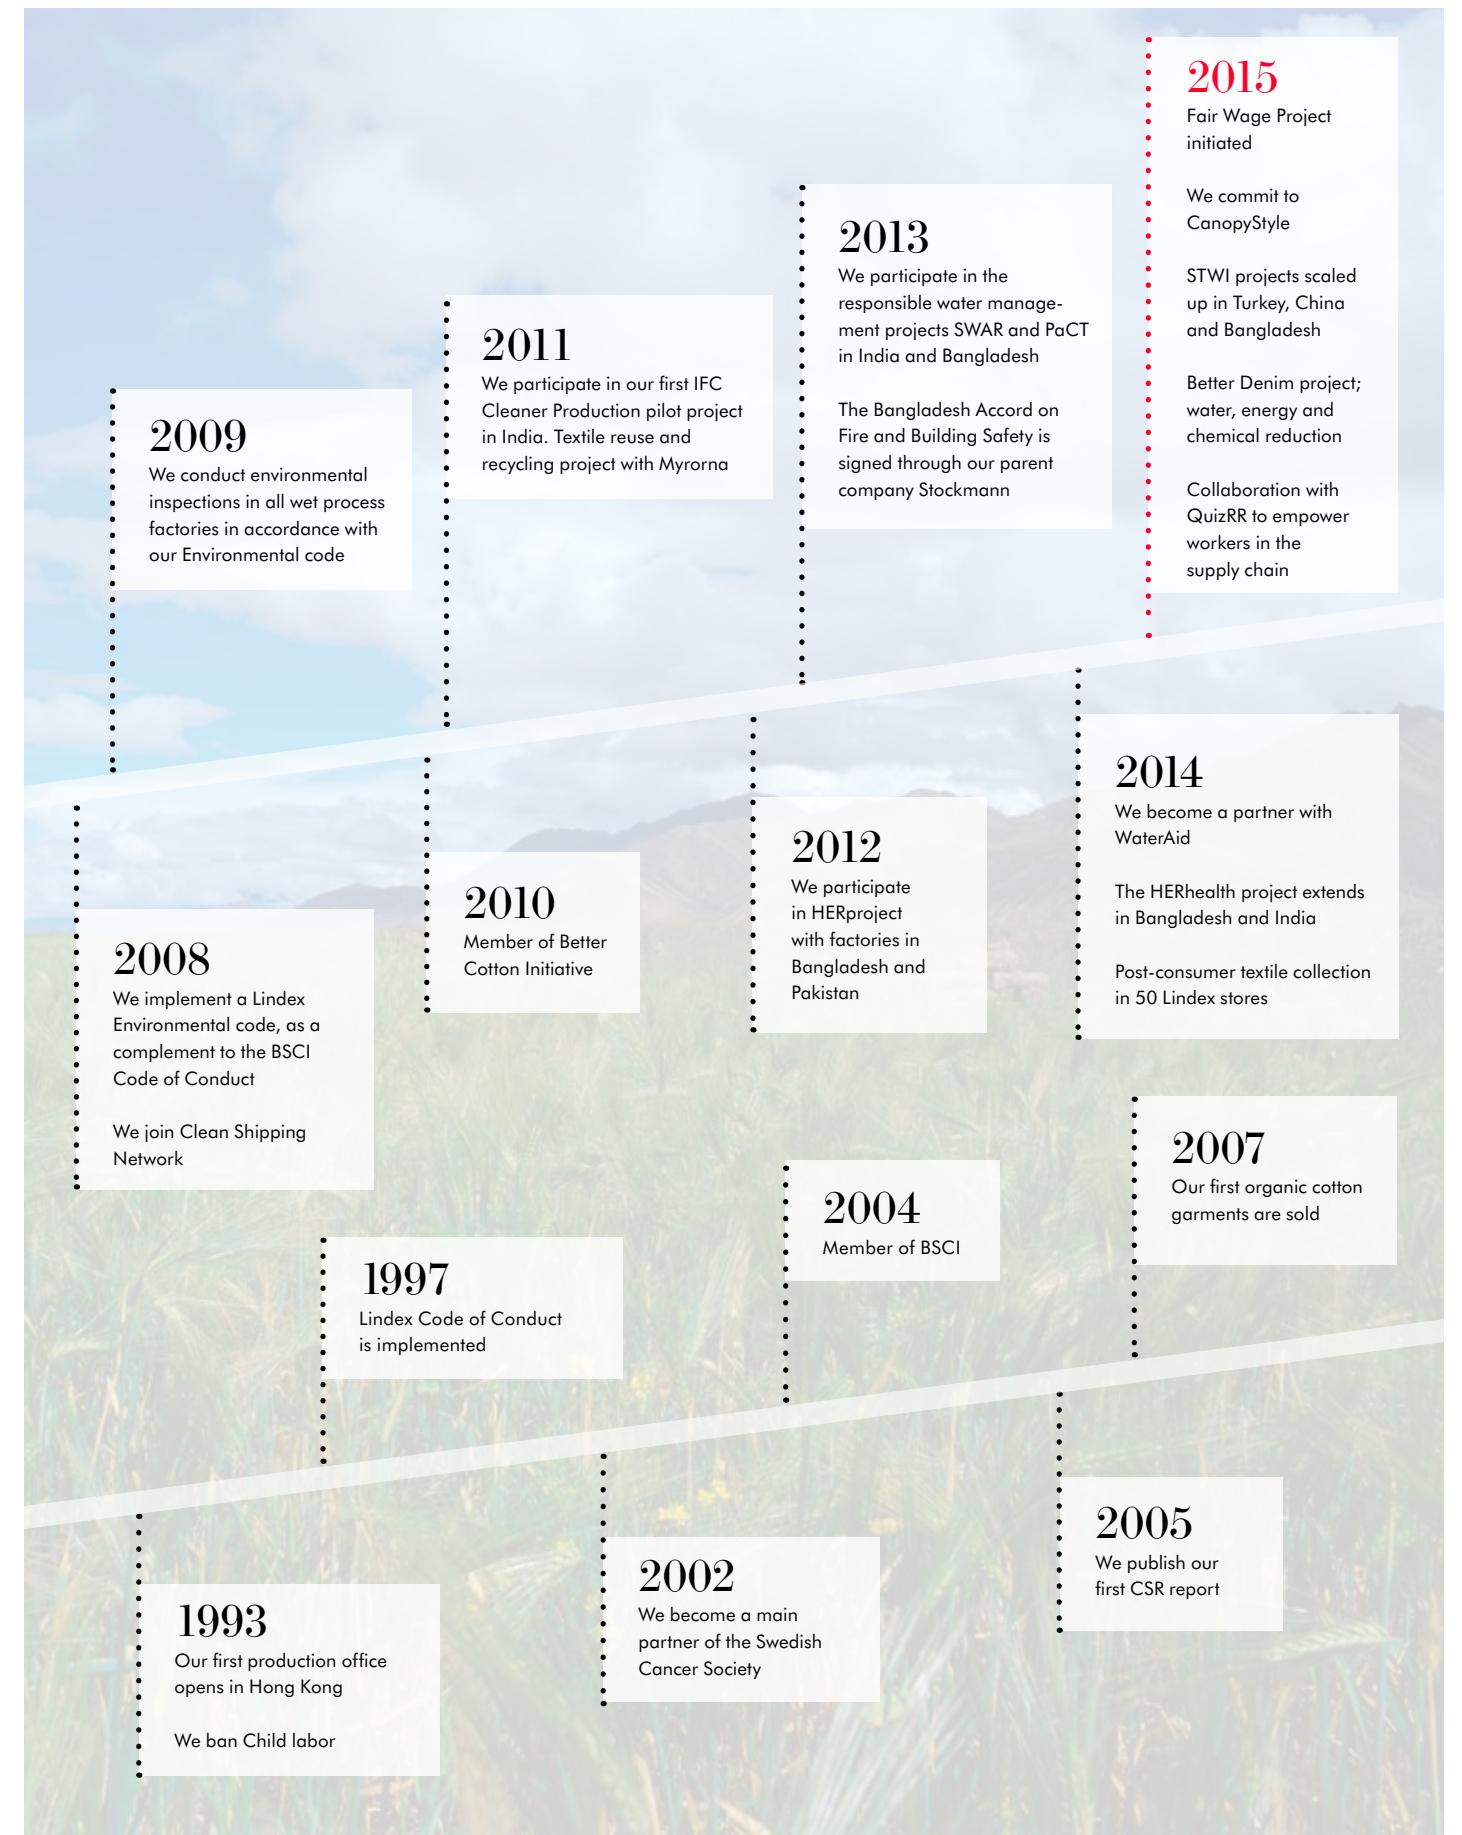 2015
Fair Wage Project
initiated
We commit to
CanopyStyle
STWI projects scaled
up in Turkey, China
and Bangladesh
Better Denim project;
water, energy and
chemical reduction
Collaboration with
QuizRR to empower
workers in the
supply chain
2013
We participate in the
responsible water manage-
ment projects SWAR and PaCT
in India and Bangladesh
The Bangladesh Accord on
Fire and Building Safety is
signed through our parent
company Stockmann
2011
We participate in our first IFC
Cleaner Production pilot project
in India. Textile reuse and
recycling project with Myrorna
2009
We conduct environmental
inspections in all wet process
factories in accordance with
our Environmental code
2014
We become a partner with
WaterAid
The HERhealth project extends
in Bangladesh and India
Post-consumer textile collection
in 50 Lindex stores
2012
We participate
in HERproject
with factories in
Bangladesh and
Pakistan
2010
Member of Better
Cotton Initiative
2008
We implement a Lindex
Environmental code, as a
complement to the BSCI
Code of Conduct
We join Clean Shipping
Network
2007
Our first organic cotton
garments are sold
2004
Member of BSCI
1997
Lindex Code of Conduct
is implemented
2005
We publish our
first CSR report
2002
We become a main
partner of the Swedish
Cancer Society
1993
Our first production office
opens in Hong Kong
We ban Child labor